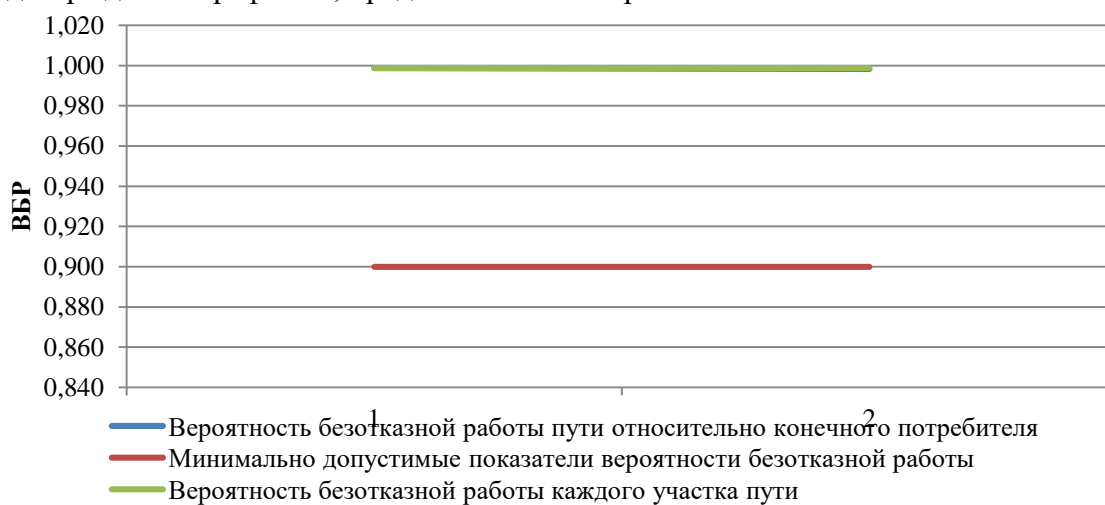 1,020
1,000
0,980
0,960
0,940
0,920
0,900
0,880
0,860
0,840
ВБР
1 2
Вероятность безотказной работы пути относительно конечного потребителя
Минимально допустимые показатели вероятности безотказной работы
Вероятность безотказной работы каждого участка пути